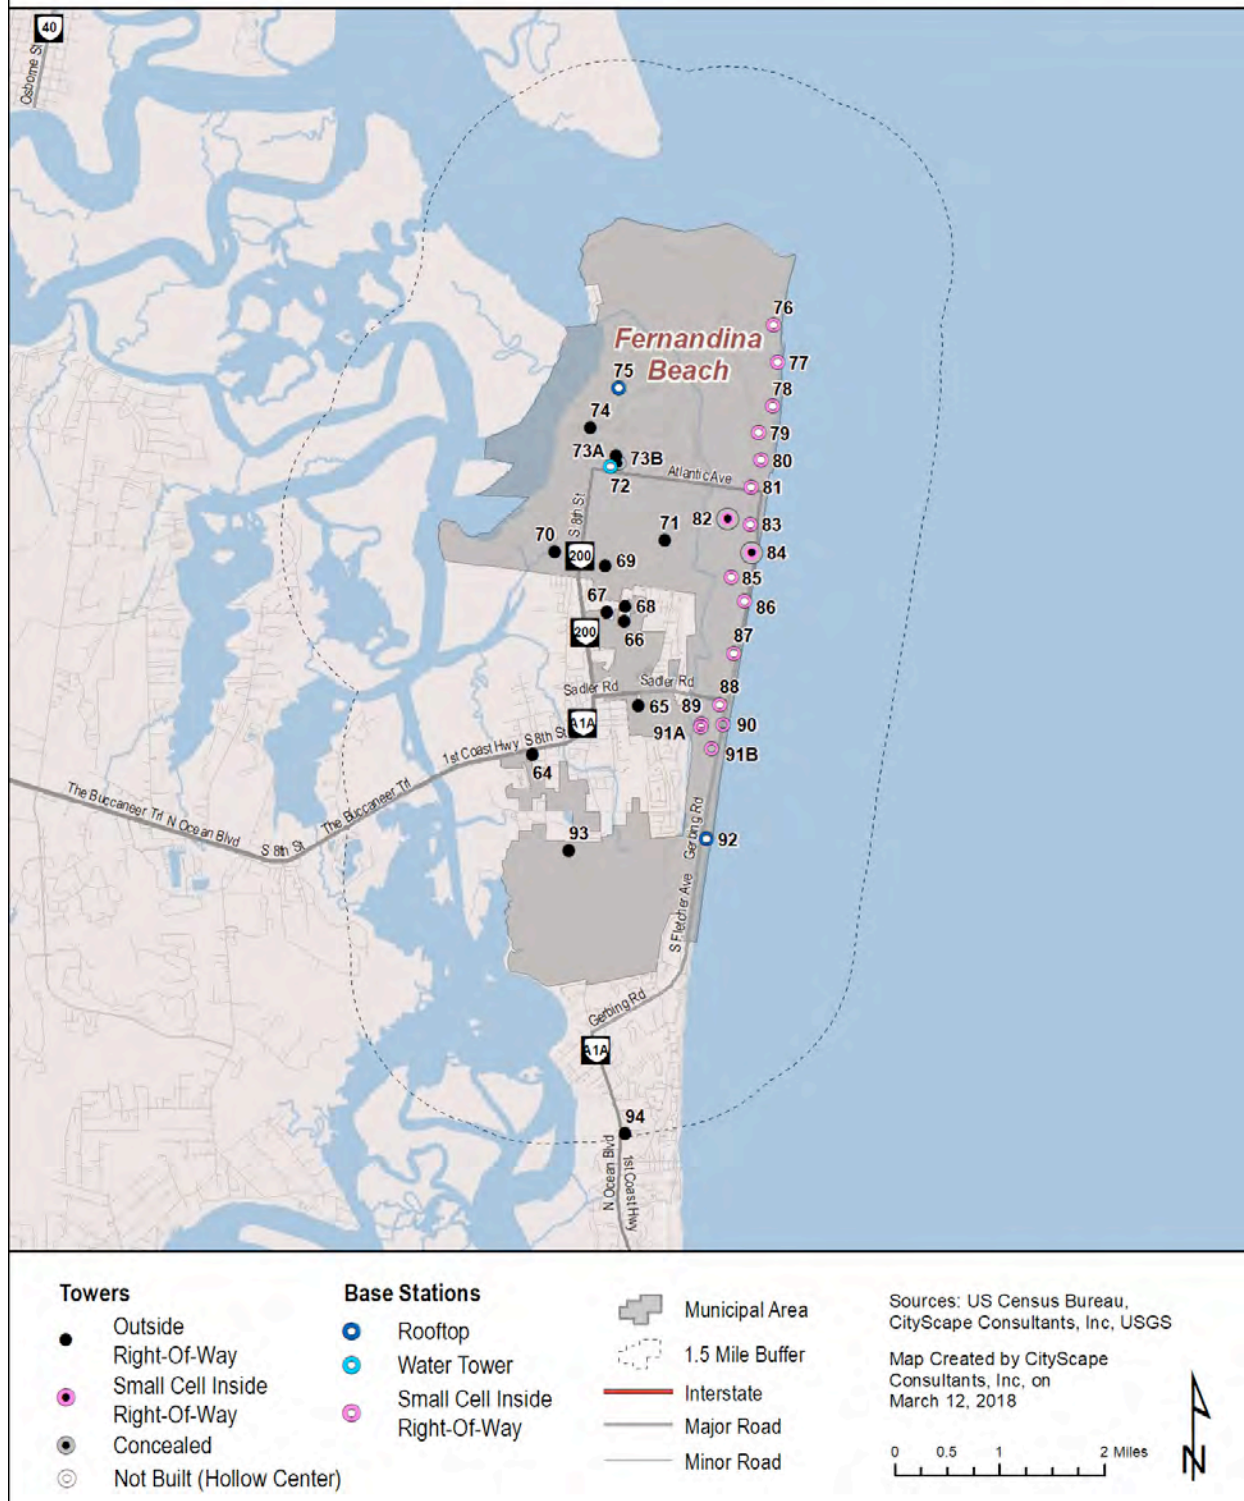 40
Osborne St
76
Fernandina
Beach
77
75
78
74
79
73A
73B
80
Atlantic Ave
72
81
S 8th St
82
83
71
70
200
84
69
85
67
68
86
66
200
87
Sadler Rd
Sadler Rd
88
65
89
A1A
90
91A
1st Coast Hwy S 8th St
91B
64
The Buccaneer Trl
The Buccaneer Trl N Ocean Blvd
S 8th St
93
Gerbing Rd
92
S Fletcher Ave
Gerbing Rd
A1A
94
N Ocean Blvd
1st Coast Hwy
Towers
Outside
Right-Of-Way
Small Cell Inside
Right-Of-Way
Concealed
Not Built (Hollow Center)
Base Stations
Rooftop
Water Tower
Small Cell Inside
Right-Of-Way
Municipal Area
1.5 Mile Buffer
Interstate
Major Road
Minor Road
Sources: US Census Bureau,
CityScape Consultants, Inc, USGS
Map Created by CityScape
Consultants, Inc, on
March 12, 2018
0 0.5 1 2 Miles
N